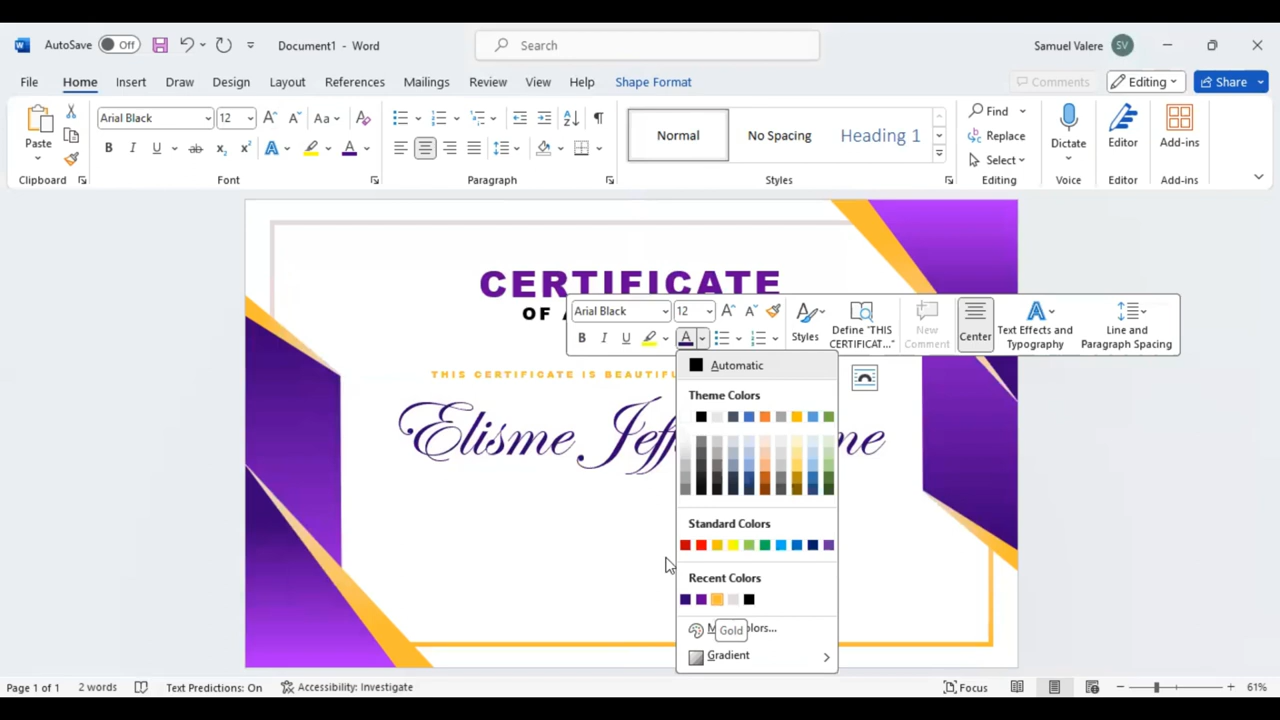 AutoSave Off Document1 - Word Search Samuel Valere SV
File Home Insert Draw Design Layout References Mailings Review View Help Shape Format Comments Editing Share
Paste Arial Black 12 Aa Normal No Spacing Heading 1 Find Replace Select Dictate Editor Add-ins
Clipboard Font Paragraph Styles Editing Voice Editor Add-ins
CERTIFICATE
OF A
Arial Black 12 Styles Define "THIS CERTIFICAT..." New Comment Center Text Effects and Typography Line and Paragraph Spacing
Automatic
THIS CERTIFICATE IS BEAUTIFU
Theme Colors
Elisme Jeff me
Standard Colors
Recent Colors
Gold
Gradient
Page 1 of 1 2 words Text Predictions: On Accessibility: Investigate Focus 61%